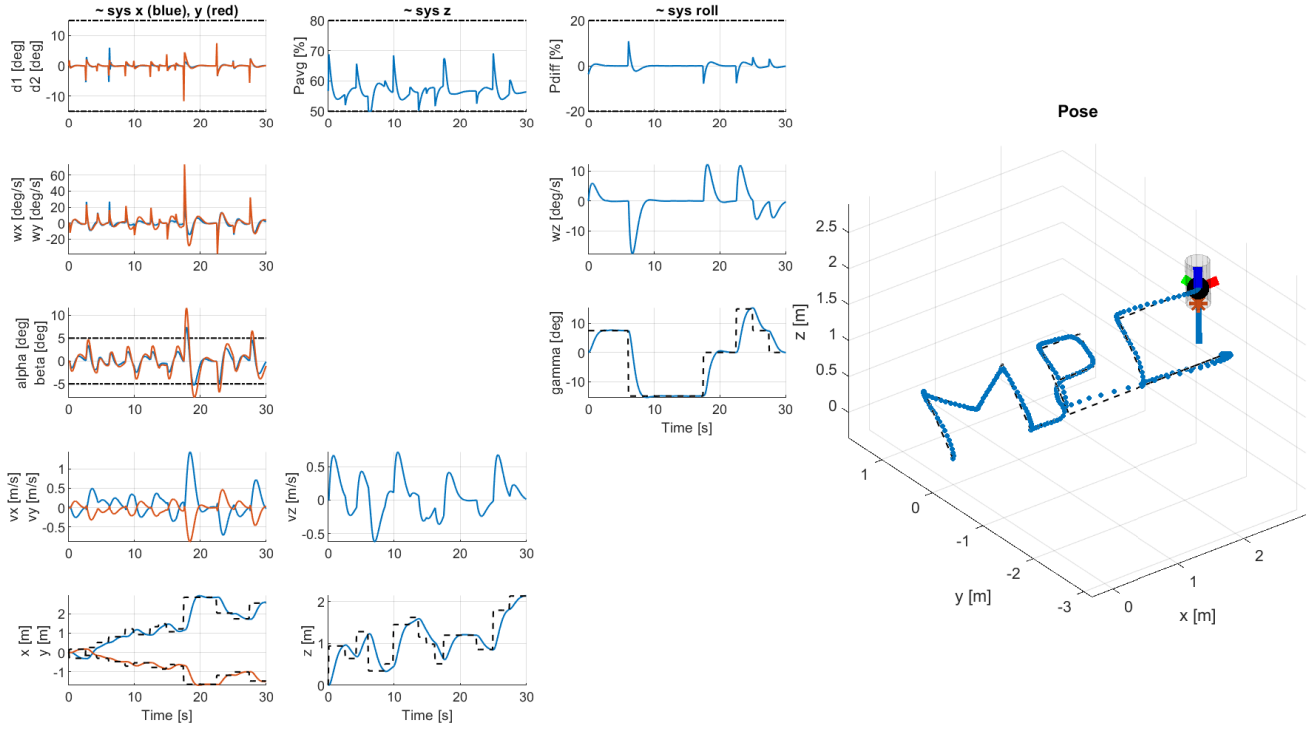 ~ sys x (blue), y (red)
~ sys z
~ sys roll
d1 [deg]
d2 [deg]
10
0
-10
0 10 20 30
Pavg [%]
80
70
60
50
0 10 20 30
Pdiff [%]
20
0
-20
0 10 20 30
wx [deg/s]
wy [deg/s]
60
40
20
0
-20
0 10 20 30
wz [deg/s]
10
0
-10
0 10 20 30
alpha [deg]
beta [deg]
10
5
0
-5
0 10 20 30
gamma [deg]
10
0
-10
0 10 20 30
Time [s]
vx [m/s]
vy [m/s]
1
0.5
0
-0.5
0 10 20 30
vz [m/s]
0.5
0
-0.5
0 10 20 30
x [m]
y [m]
2
1
0
-1
0 10 20 30
Time [s]
z [m]
2
1
0
0 10 20 30
Time [s]
Pose
z [m]
2.5
2
1.5
1
0.5
0
y [m]
1
0
-1
-2
-3
x [m]
0
1
2
MPC